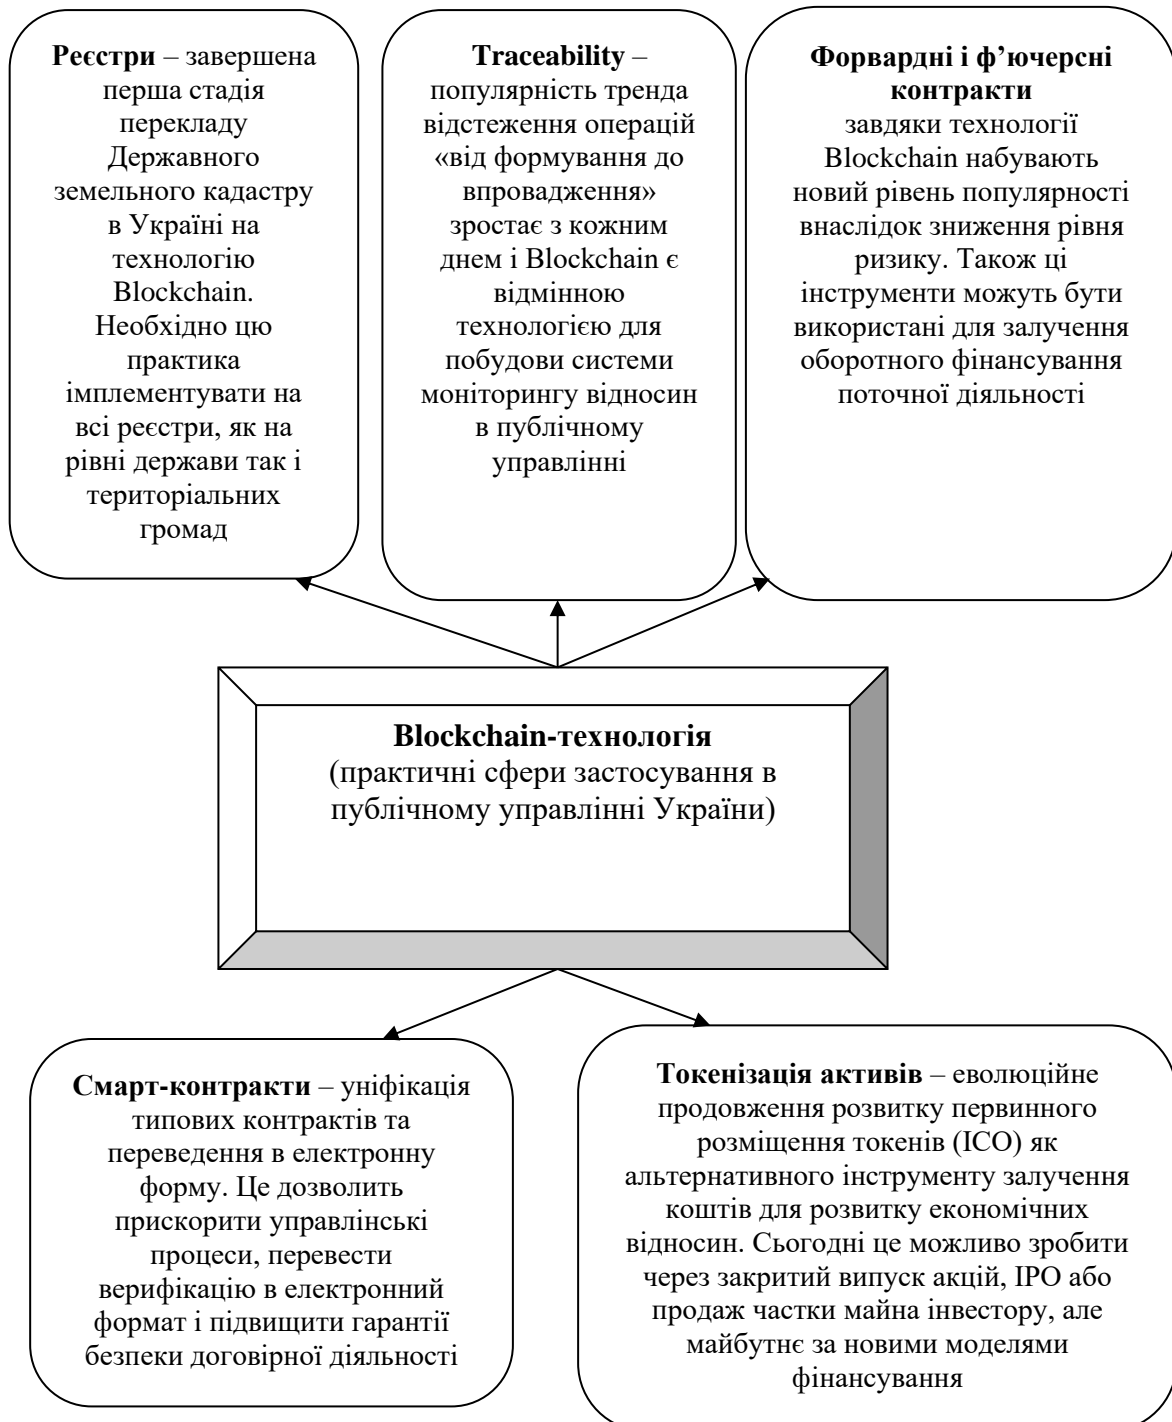 Реєстри – завершена
перша стадія
перекладу
Державного
земельного кадастру
в Україні на
технологію
Blockchain.
Необхідно цю
практика
імплементувати на
всі реєстри, як на
рівні держави так і
територіальних
громад
Traceability –
популярність тренда
відстеження операцій
«від формування до
впровадження»
зростає з кожним
днем і Blockchain є
відмінною
технологією для
побудови системи
моніторингу відносин
в публічному
управлінні
Форвардні і ф’ючерсні
контракти
завдяки технології
Blockchain набувають
новий рівень популярності
внаслідок зниження рівня
ризику. Також ці
інструменти можуть бути
використані для залучення
оборотного фінансування
поточної діяльності
Blockchain-технологія
(практичні сфери застосування в
публічному управлінні України)
Смарт-контракти – уніфікація
типових контрактів та
переведення в електронну
форму. Це дозволить
прискорити управлінські
процеси, перевести
верифікацію в електронний
формат і підвищити гарантії
безпеки договірної діяльності
Токенізація активів – еволюційне
продовження розвитку первинного
розміщення токенів (ICO) як
альтернативного інструменту залучення
коштів для розвитку економічних
відносин. Сьогодні це можливо зробити
через закритий випуск акцій, IPO або
продаж частки майна інвестору, але
майбутнє за новими моделями
фінансування